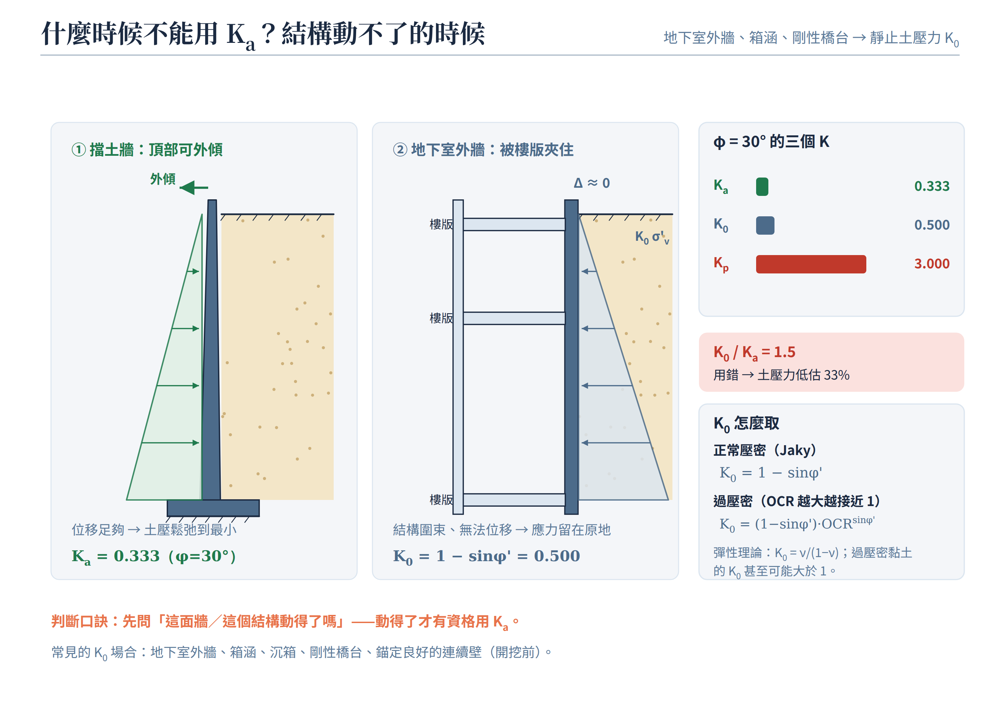 什麼時候不能用 Kₐ？結構動不了的時候
地下室外牆、箱涵、剛性橋台 → 靜止土壓力 K₀
① 擋土牆：頂部可外傾
外傾
位移足夠 → 土壓鬆弛到最小
Kₐ = 0.333（φ=30°）
② 地下室外牆：被樓版夾住
Δ ≈ 0
樓版
K₀ σ'ᵥ
樓版
樓版
結構圍束、無法位移 → 應力留在原地
K₀ = 1 − sinφ' = 0.500
ϕ = 30° 的三個 K
Kₐ 0.333
K₀ 0.500
Kₚ 3.000
K₀ / Kₐ = 1.5
用錯 → 土壓力低估 33%
K₀ 怎麼取
正常壓密（Jaky）
K₀ = 1 − sinφ'
過壓密（OCR 越大越接近 1）
K₀ = (1−sinφ')·OCR^sinφ'
彈性理論：K₀ = ν/(1−ν)；過壓密黏土
的 K₀ 甚至可能大於 1。
判斷口訣：先問「這面牆／這個結構動得了嗎」——動得了才有資格用 Kₐ。
常見的 K₀ 場合：地下室外牆、箱涵、沉箱、剛性橋台、錨定良好的連續壁（開挖前）。